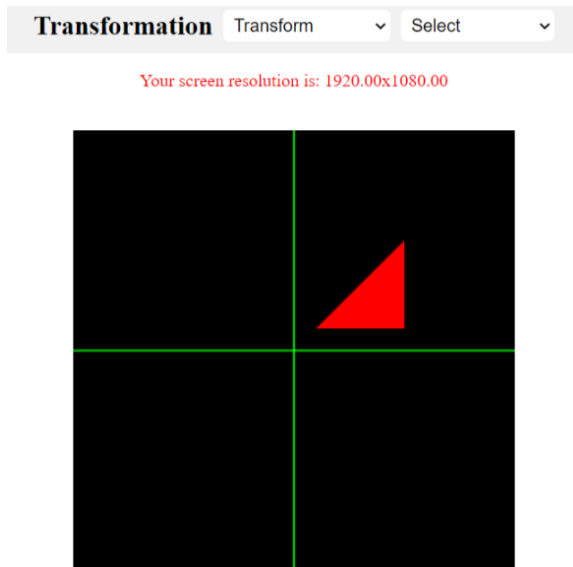 Transformation Transform Select
Your screen resolution is: 1920.00x1080.00